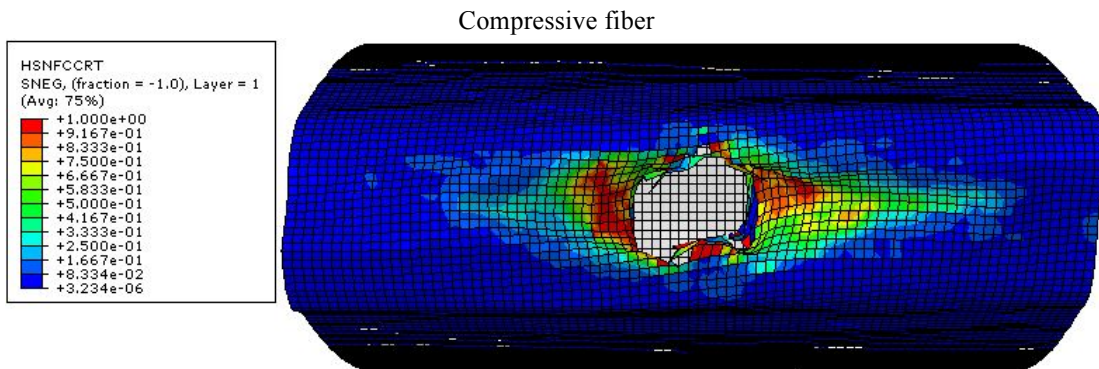 Compressive fiber
HSNFCCRT
SNEG, (fraction = -1.0), Layer = 1
(Avg: 75%)
+1.000e+00
+9.167e-01
+8.333e-01
+7.500e-01
+6.667e-01
+5.833e-01
+5.000e-01
+4.167e-01
+3.333e-01
+2.500e-01
+1.667e-01
+8.334e-02
+3.234e-06